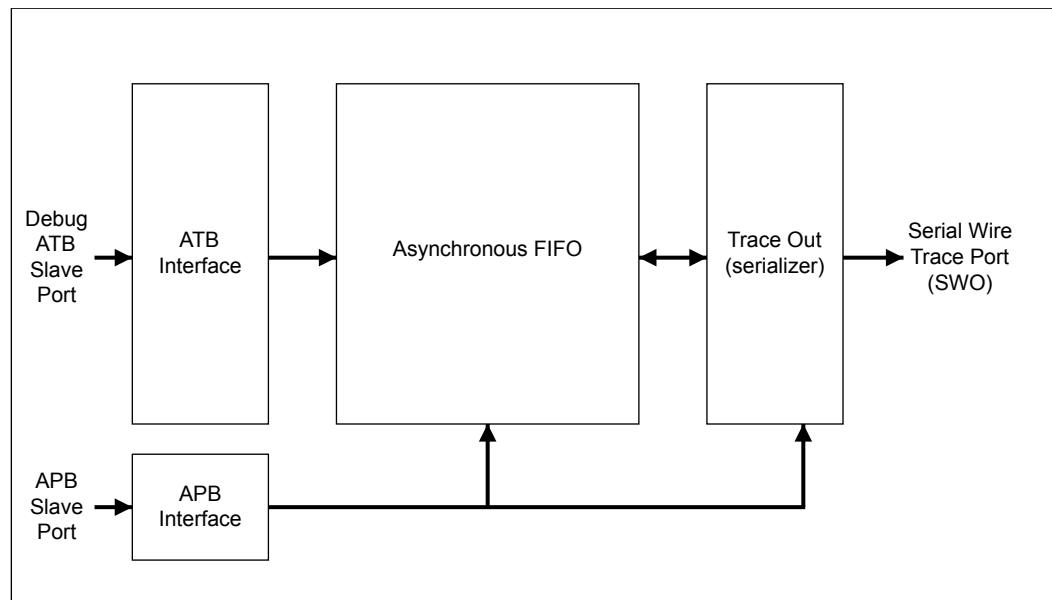 Debug
ATB
Slave
Port
ATB
Interface
Asynchronous FIFO
Trace Out
(serializer)
Serial Wire
Trace Port
(SWO)
APB
Slave
Port
APB
Interface